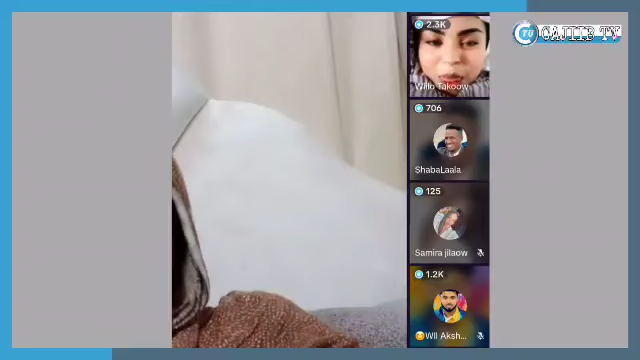 2.3K
Willo Takoow
706
ShabaLaala
125
Samira jilaow
1.2K
Wll Aksh...
CAJIIB TV